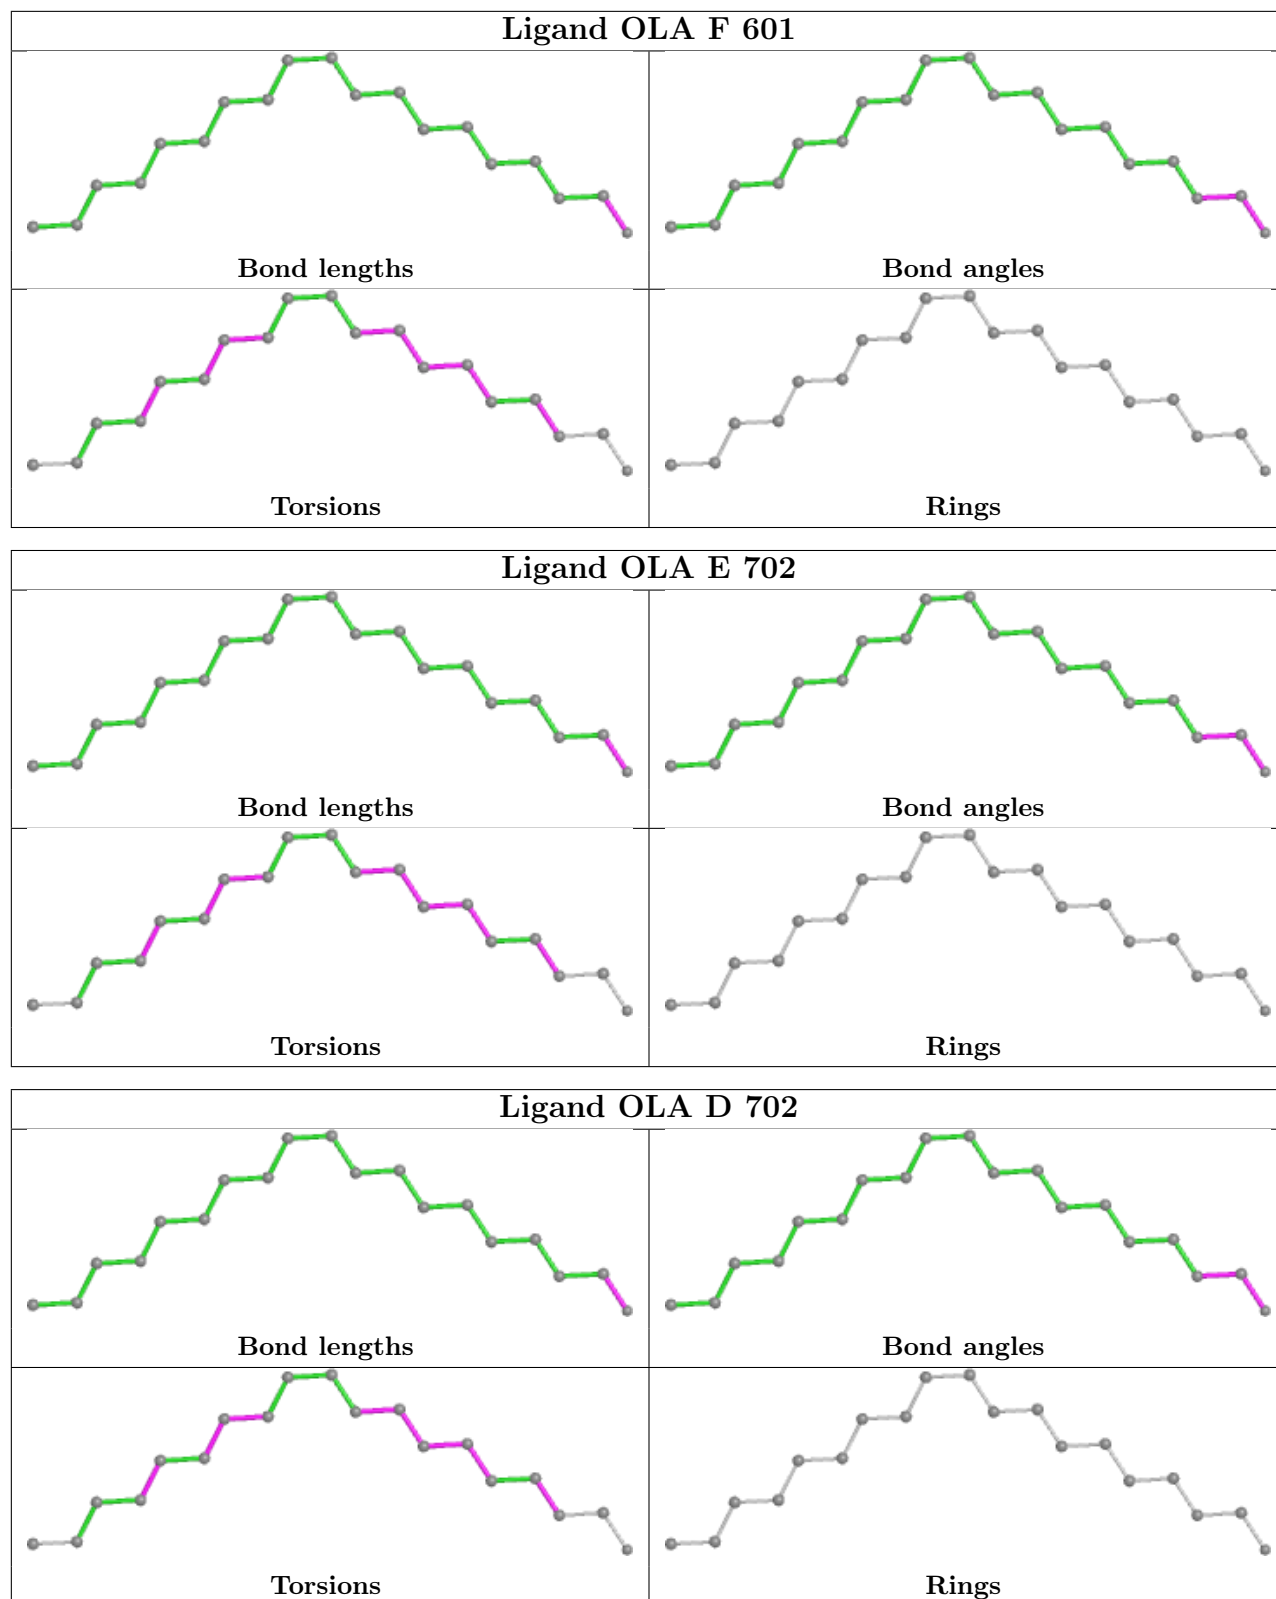 Ligand OLA F 601
Bond lengths
Bond angles
Torsions
Rings
Ligand OLA E 702
Bond lengths
Bond angles
Torsions
Rings
Ligand OLA D 702
Bond lengths
Bond angles
Torsions
Rings